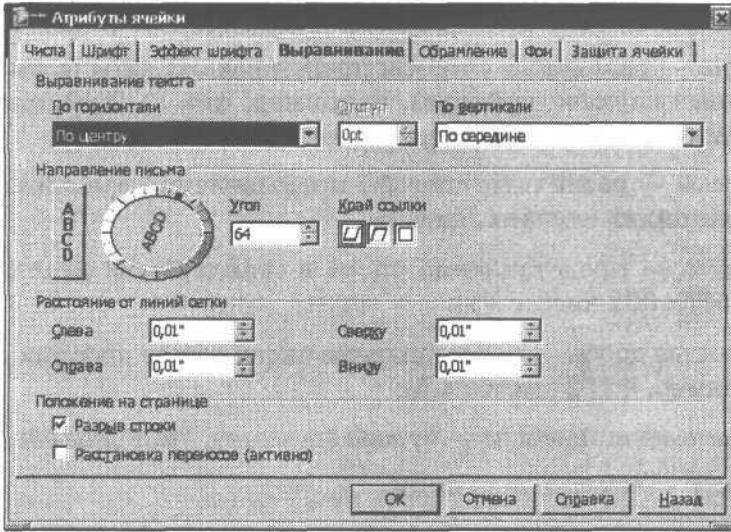 Атрибуты ячейки
Числа Шрифт Эффект шрифта Выравнивание Обрамление Фон Защита ячейки
Выравнивание текста
По горизонтали Отступ По вертикали
По центру 0pt По середине
Направление письма
ABCD
ABCD
Угол Край ссылки
64
Расстояние от линий сетки
Слева 0,01" Сверху 0,01"
Справа 0,01" Внизу 0,01"
Положение на странице
Разрыв строки
Расстановка переносов (активно)
OK Отмена Справка Назад